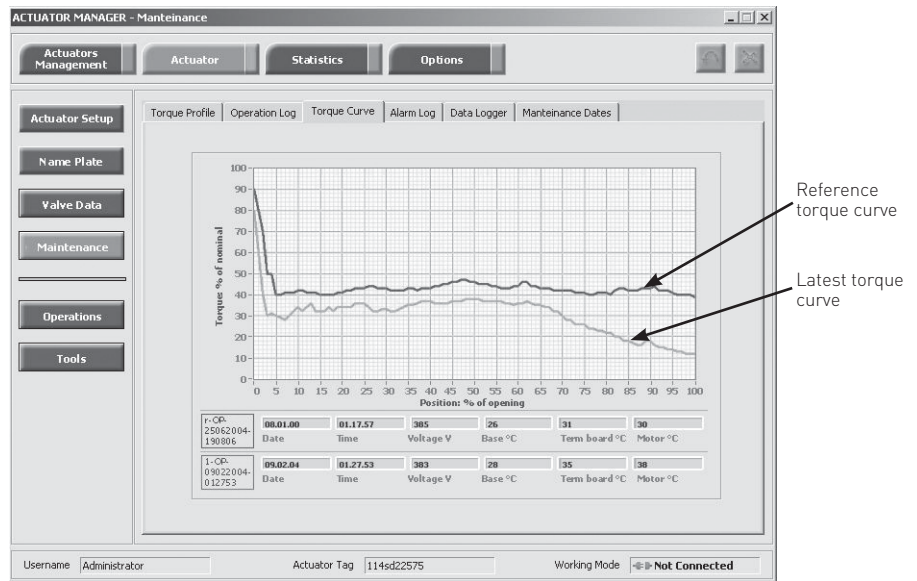 ACTUATOR MANAGER - Manteinance
Actuators Management
Actuator
Statistics
Options
Actuator Setup
Name Plate
Valve Data
Maintenance
Operations
Tools
Torque Profile
Operation Log
Torque Curve
Alarm Log
Data Logger
Manteinance Dates
Torque: % of nominal
100
90
80
70
60
50
40
30
20
10
0
0 5 10 15 20 25 30 35 40 45 50 55 60 65 70 75 80 85 90 95 100
Position: % of opening
Reference
torque curve
Latest torque
curve
r-OP-
25062004-
190806
08.01.00 01.17.57 385 26 31 30
Date Time Voltage V Base °C Term board °C Motor °C
1-OP-
09022004-
012753
09.02.04 01.27.53 383 28 35 38
Date Time Voltage V Base °C Term board °C Motor °C
Username Administrator
Actuator Tag 114sd22575
Working Mode Not Connected